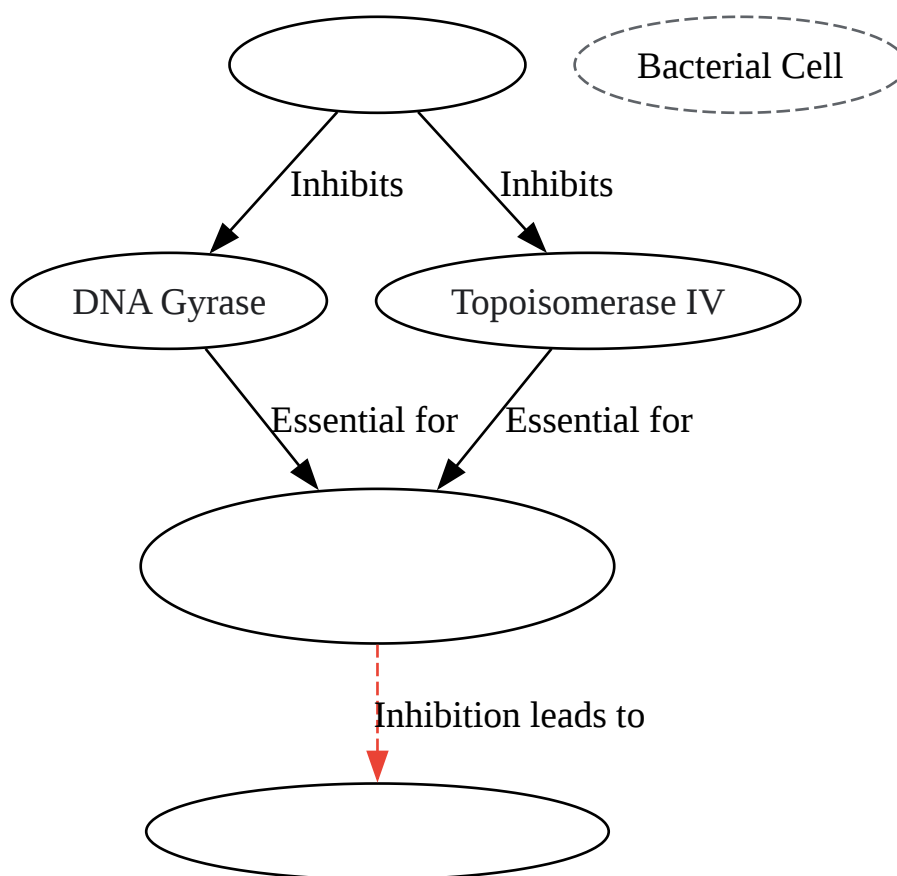 Bacterial Cell
Inhibits
Inhibits
DNA Gyrase
Topoisomerase IV
Essential for
Essential for
Inhibition leads to